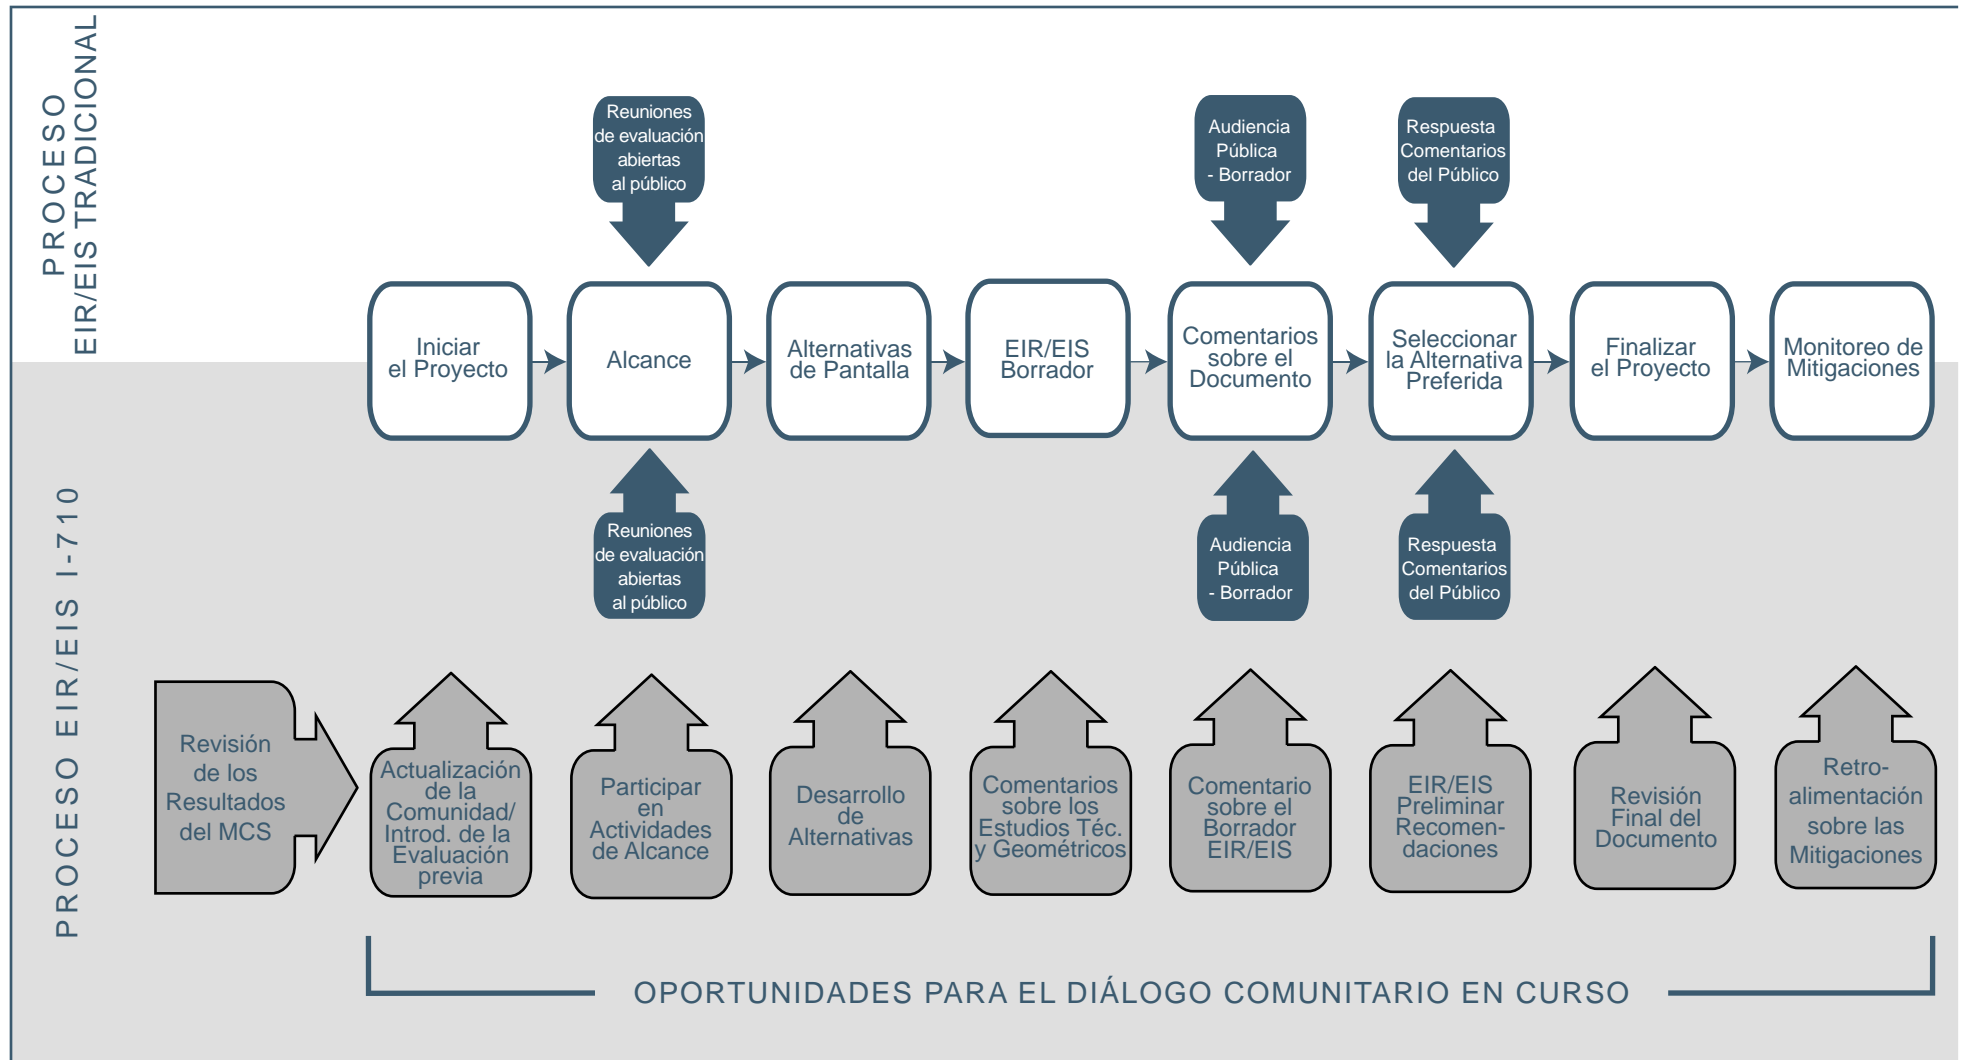 PROCESO
EIR/EIS TRADICIONAL
Reuniones
de evaluación
abiertas
al público
Audiencia
Pública
- Borrador
Respuesta
Comentarios
del Público
Iniciar
el Proyecto
Alcance
Alternativas
de Pantalla
EIR/EIS
Borrador
Comentarios
sobre el
Documento
Seleccionar
la Alternativa
Preferida
Finalizar
el Proyecto
Monitoreo de
Mitigaciones
PROCESO EIR/EIS I-710
Reuniones
de evaluación
abiertas
al público
Audiencia
Pública
- Borrador
Respuesta
Comentarios
del Público
Revisión
de los
Resultados
del MCS
Actualización
de la
Comunidad/
Introd. de la
Evaluación
previa
Participar
en
Actividades
de Alcance
Desarrollo
de
Alternativas
Comentarios
sobre los
Estudios Téc.
y Geométricos
Comentario
sobre el
Borrador
EIR/EIS
EIR/EIS
Preliminar
Recomen-
daciones
Revisión
Final del
Documento
Retro-
alimentación
sobre las
Mitigaciones
OPORTUNIDADES PARA EL DIÁLOGO COMUNITARIO EN CURSO